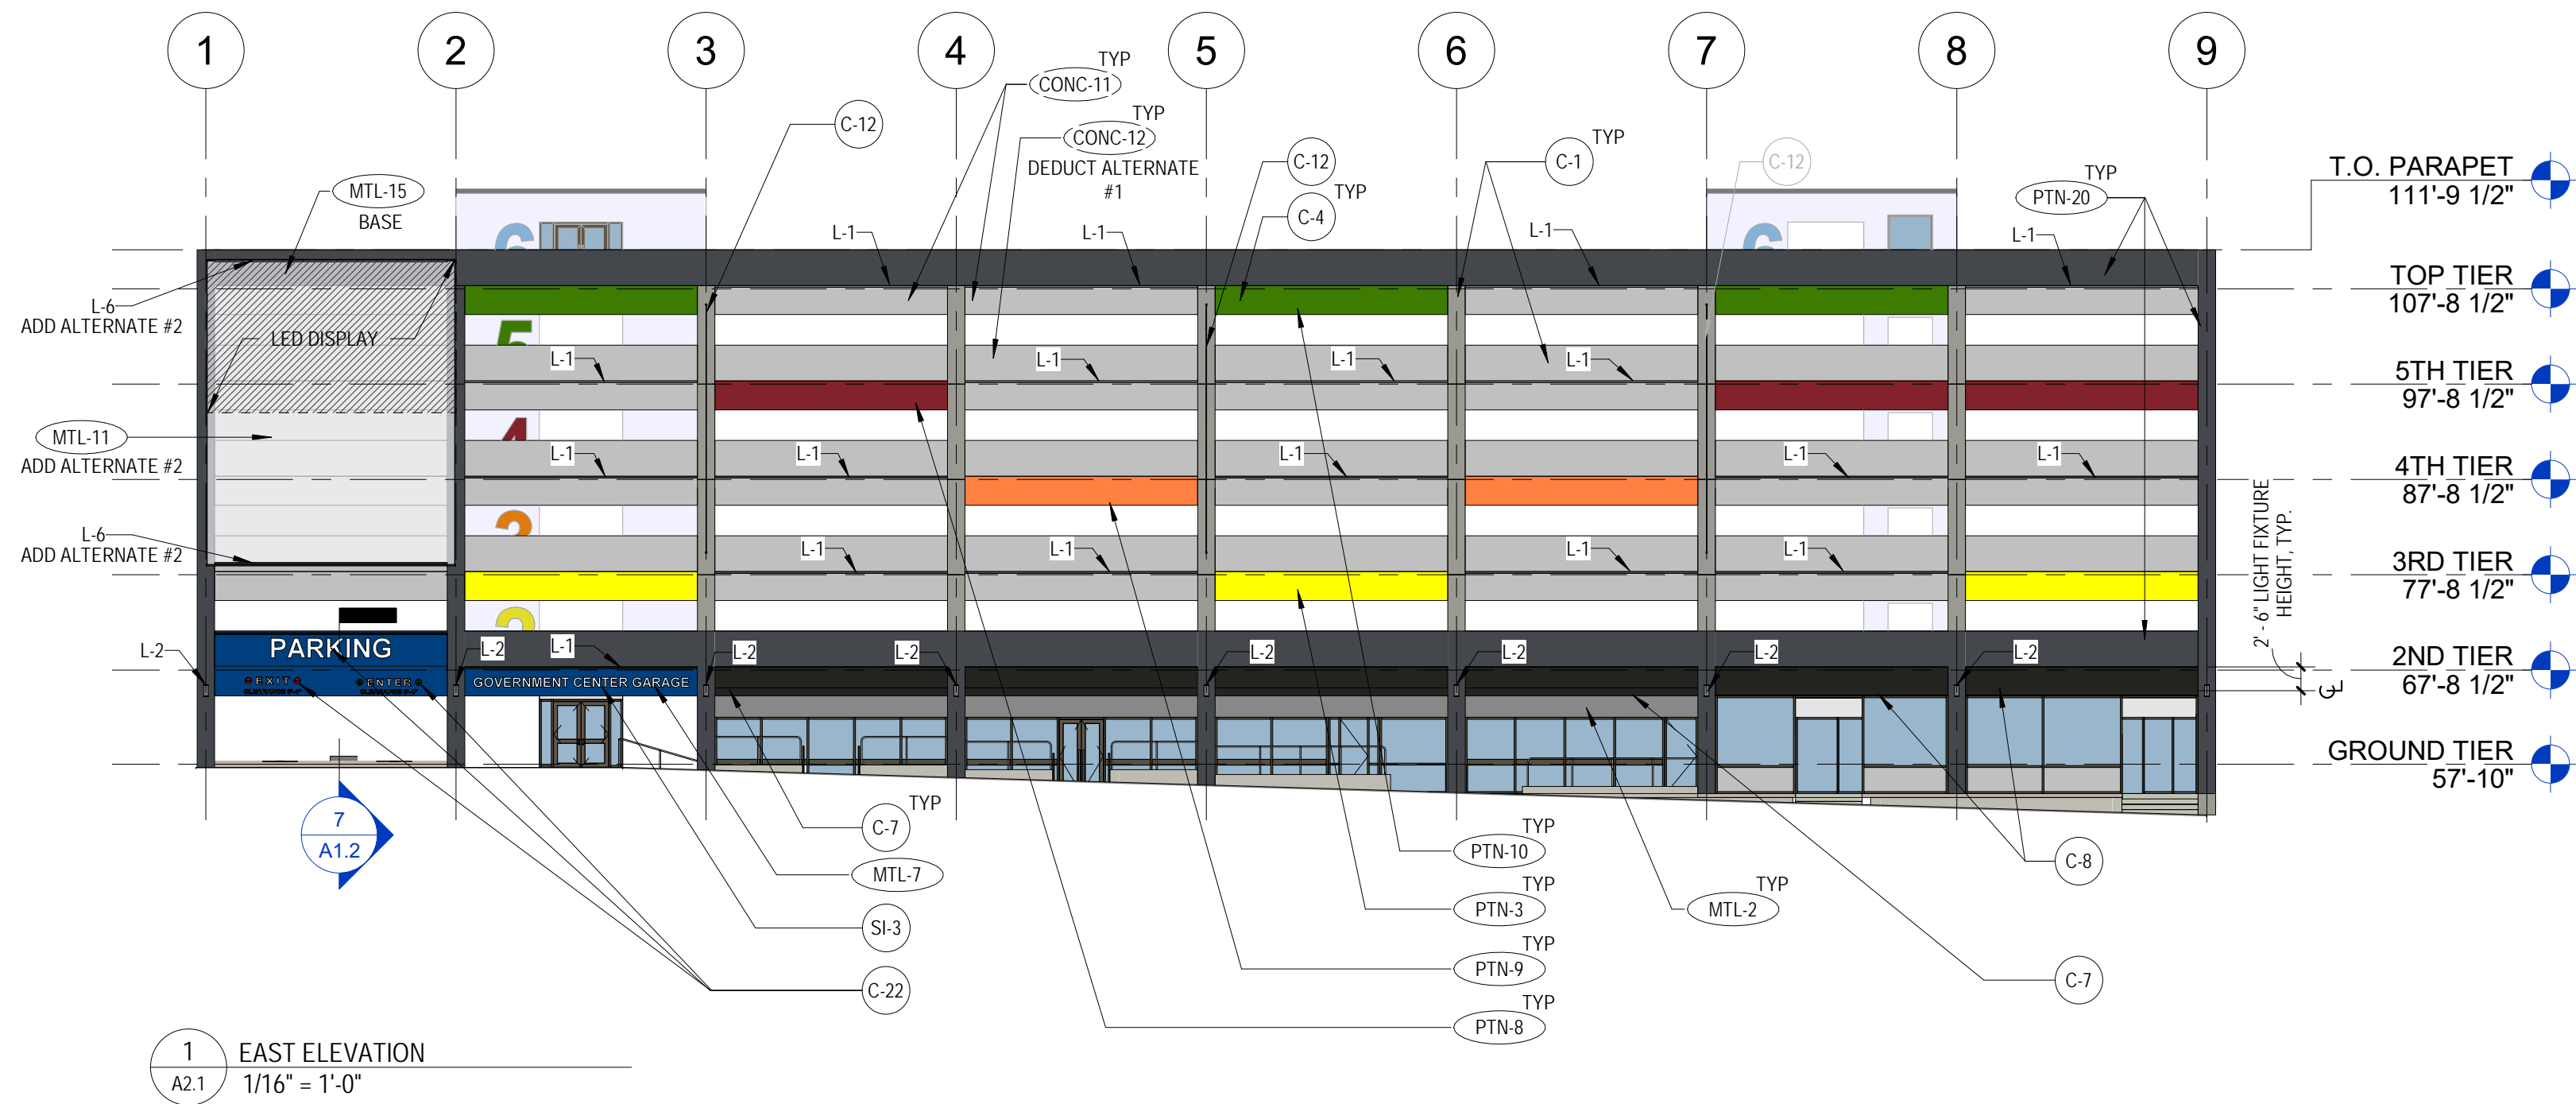 1 2 3 4 5 6 7 8 9
TYP
CONC-11
C-12
TYP
CONC-12
DEDUCT ALTERNATE
#1
C-12
TYP
C-4
TYP
C-1
C-12
TYP
PTN-20
T.O. PARAPET
111'-9 1/2"
MTL-15
BASE
6
6
L-1
L-1
L-1
L-1
TOP TIER
107'-8 1/2"
L-6
ADD ALTERNATE #2
LED DISPLAY
5
L-1
L-1
L-1
L-1
5TH TIER
97'-8 1/2"
MTL-11
ADD ALTERNATE #2
4
L-1
L-1
L-1
L-1
L-1
4TH TIER
87'-8 1/2"
L-6
ADD ALTERNATE #2
3
L-1
L-1
L-1
L-1
3RD TIER
77'-8 1/2"
2' - 6" LIGHT FIXTURE
HEIGHT, TYP.
2
PARKING
L-2
L-2
L-1
L-2
L-2
L-2
L-2
L-2
L-2
EXIT
ENTER
GOVERNMENT CENTER GARAGE
2ND TIER
67'-8 1/2"
CL
GROUND TIER
57'-10"
7
A1.2
TYP
C-7
MTL-7
SI-3
C-22
TYP
PTN-10
TYP
PTN-3
TYP
PTN-9
TYP
PTN-8
TYP
MTL-2
C-8
C-7
1
A2.1
EAST ELEVATION
1/16" = 1'-0"